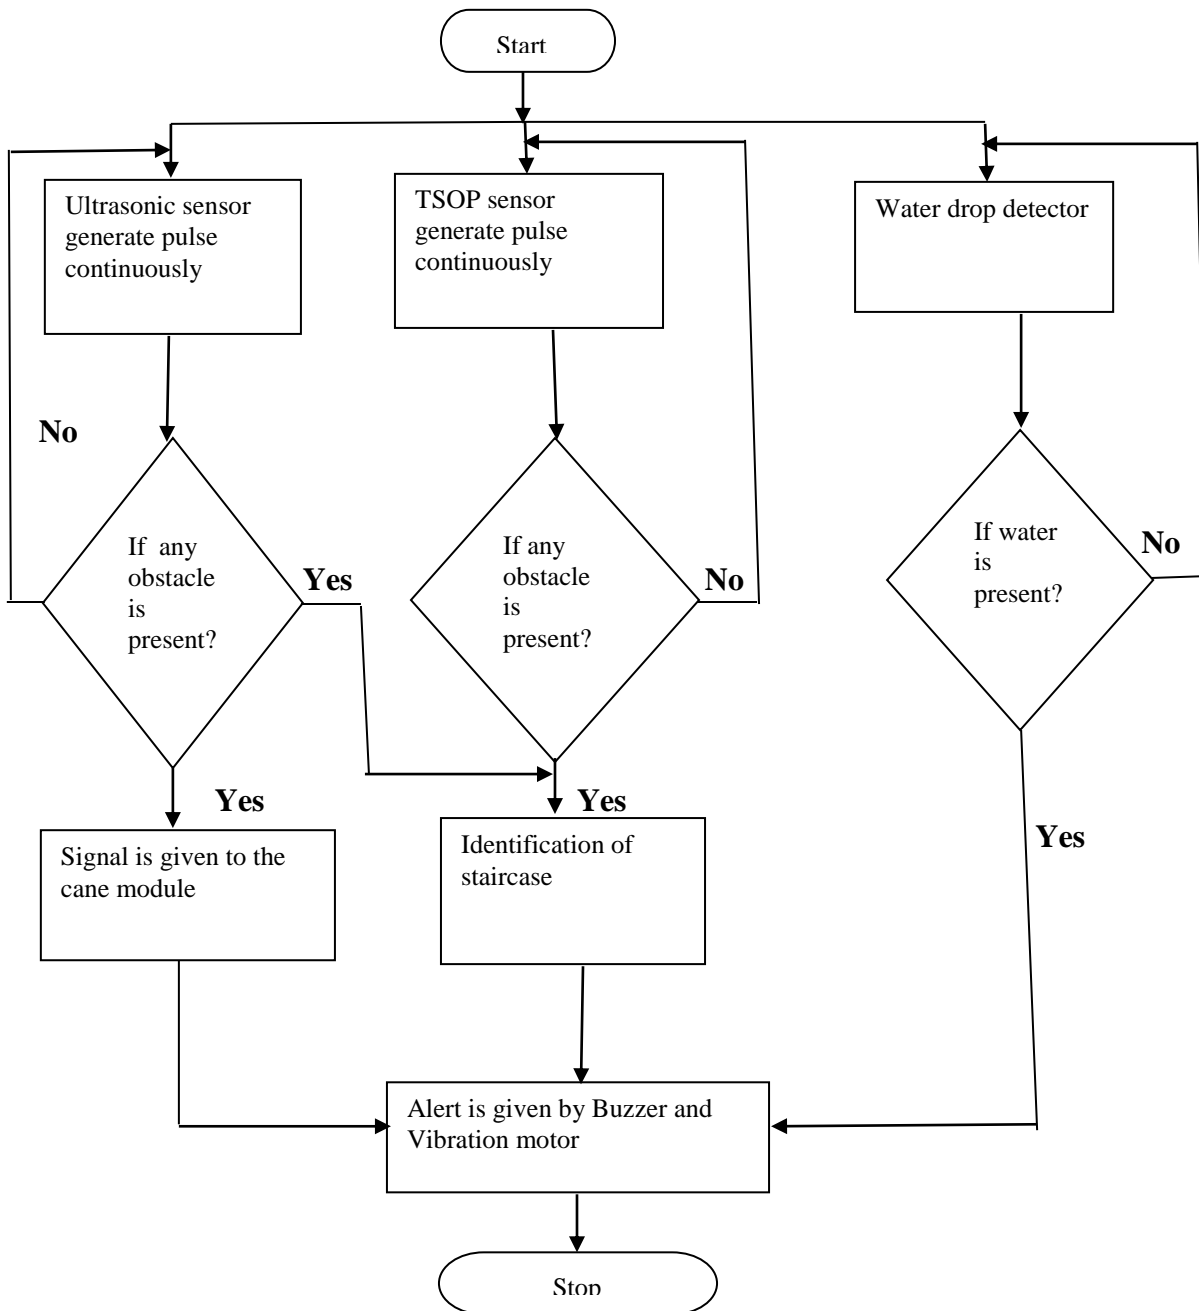 Start
Ultrasonic sensor
generate pulse
continuously
TSOP sensor
generate pulse
continuously
Water drop detector
No
If any
obstacle
is
present?
Yes
If any
obstacle
is
present?
No
If water
is
present?
No
Yes
Yes
Yes
Signal is given to the
cane module
Identification of
staircase
Alert is given by Buzzer and
Vibration motor
Stop